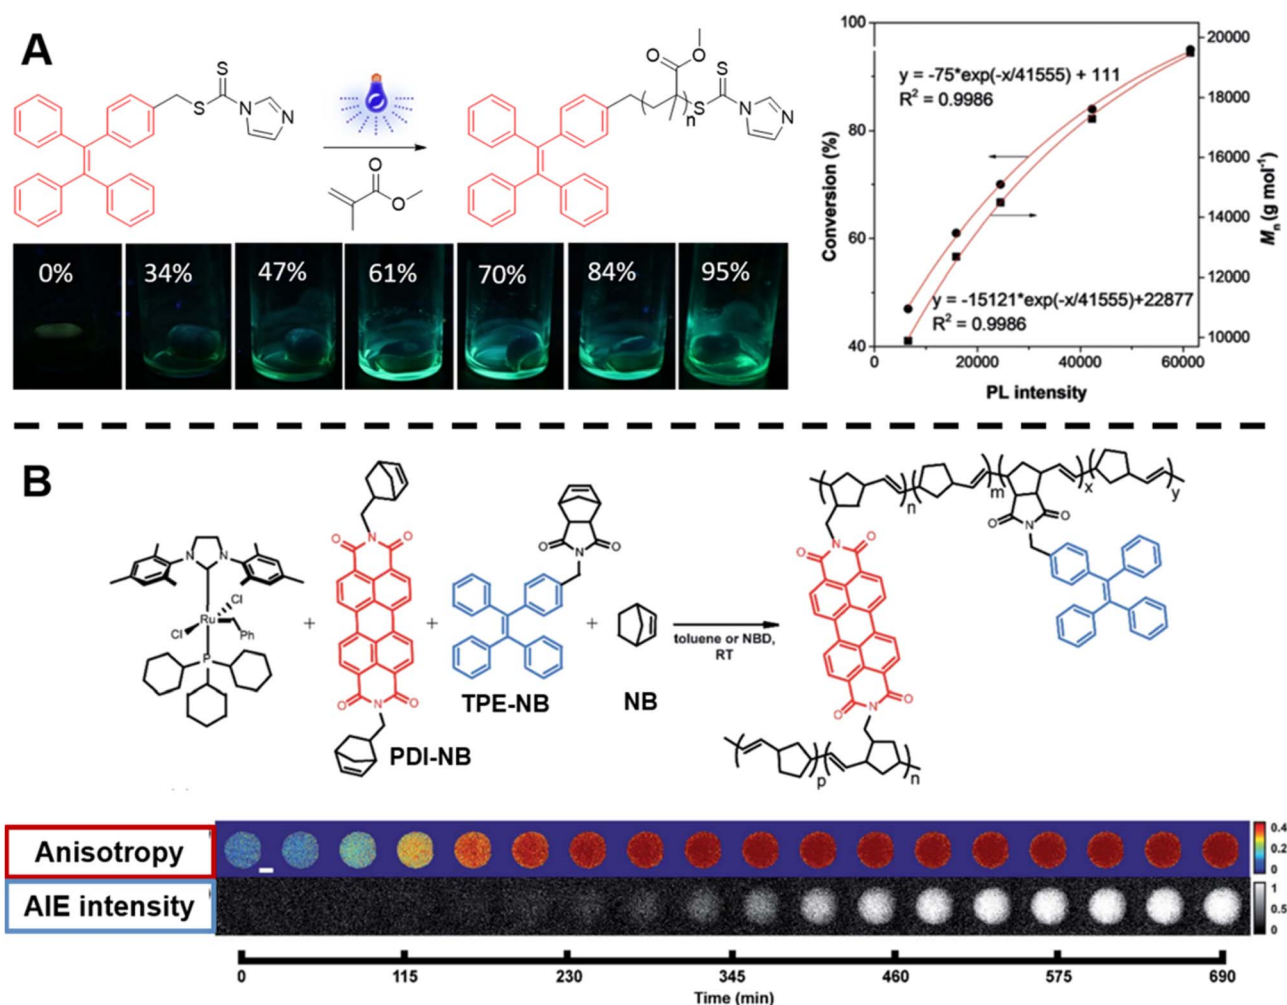 A
S
S
N
N
O
O
n
S
S
N
N
O
O
0%
34%
47%
61%
70%
84%
95%
100
80
60
40
Conversion (%)
y = -75*exp(-x/41555) + 111
R² = 0.9986
y = -15121*exp(-x/41555)+22877
R² = 0.9986
20000
18000
16000
14000
12000
10000
Mn (g mol⁻¹)
0
20000
40000
60000
PL intensity
B
N
N
Cl
Ru
Cl
Ph
P
+
O
N
O
O
N
O
PDI-NB
+
O
N
O
TPE-NB
+
NB
toluene or NBD,
RT
n
m
x
y
O
N
O
O
N
O
O
N
O
p
n
Anisotropy
0.4
0.2
0
AIE intensity
1
0.5
0
0
115
230
345
460
575
690
Time (min)